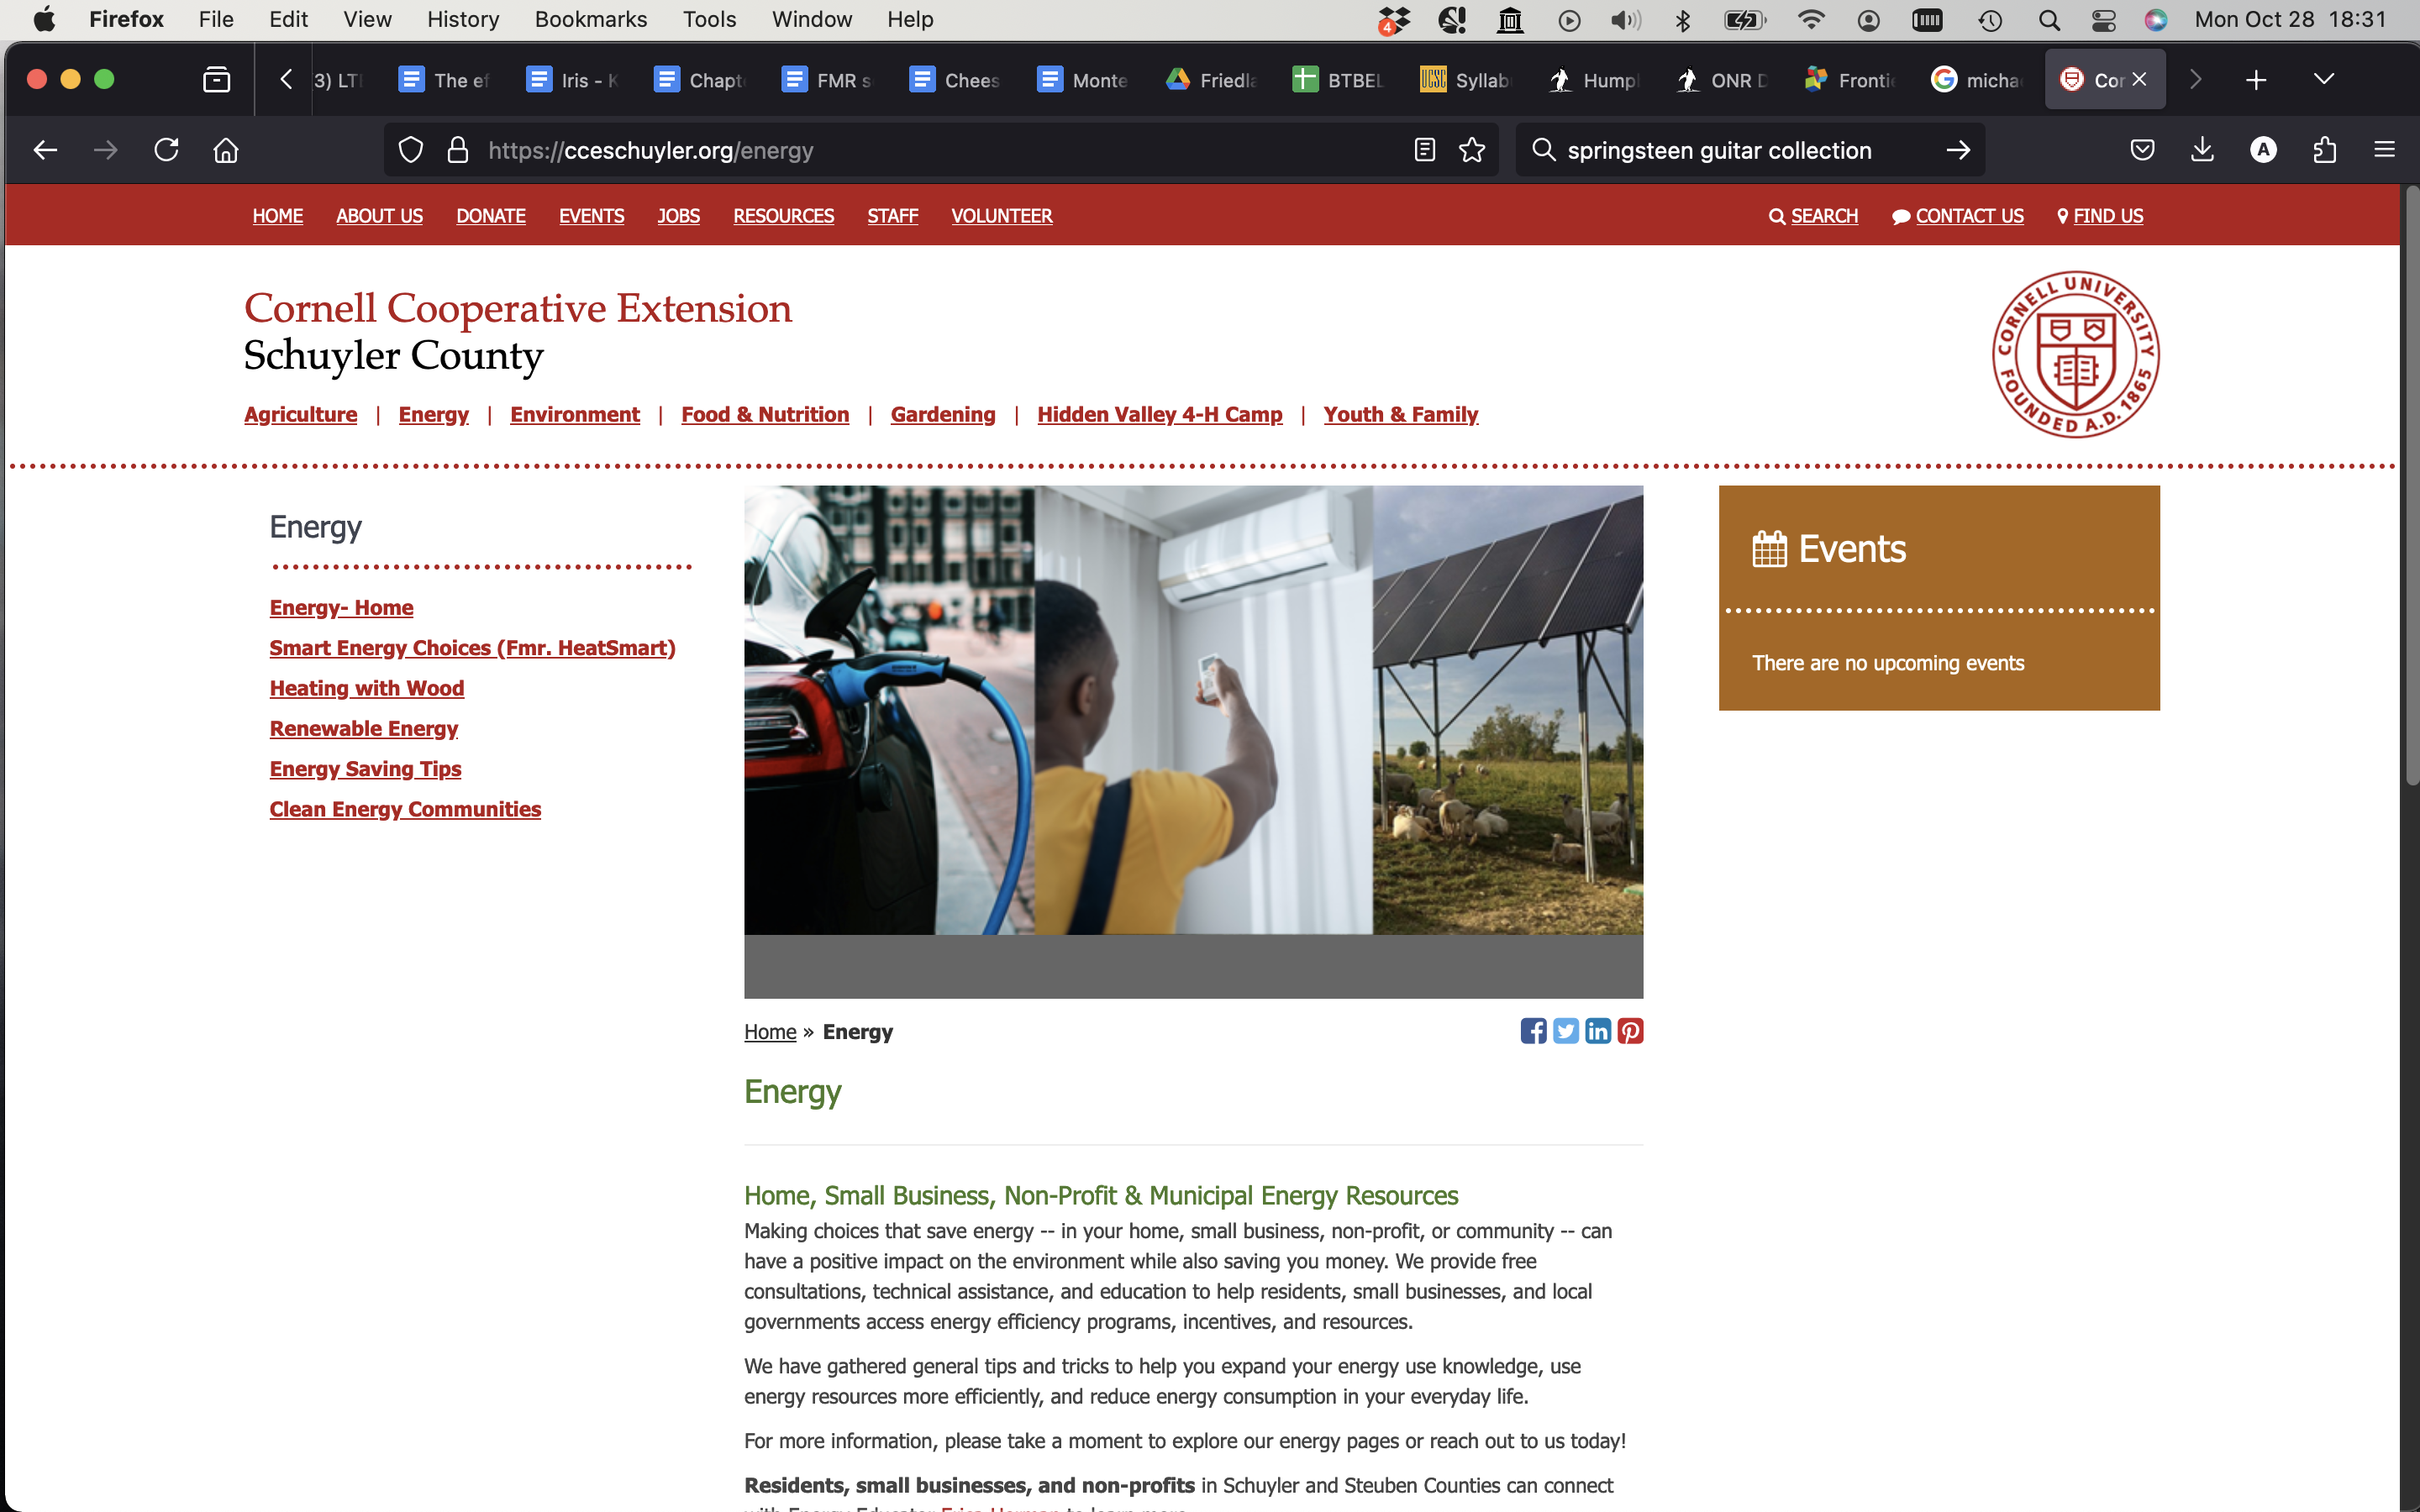 Firefox File Edit View History Bookmarks Tools Window Help
4
Mon Oct 28 18:31
3) LT
The ef
Iris - K
Chapt
FMR s
Chees
Monte
Friedla
BTBEL
UCSC Syllab
Humpl
ONR D
Frontie
G micha
Cor
https://cceschuyler.org/energy
springsteen guitar collection
A
HOME ABOUT US DONATE EVENTS JOBS RESOURCES STAFF VOLUNTEER
SEARCH CONTACT US FIND US
Cornell Cooperative Extension
Schuyler County
CORNELL UNIVERSITY
FOUNDED A.D. 1865
Agriculture | Energy | Environment | Food & Nutrition | Gardening | Hidden Valley 4-H Camp | Youth & Family
Energy
Energy- Home
Smart Energy Choices (Fmr. HeatSmart)
Heating with Wood
Renewable Energy
Energy Saving Tips
Clean Energy Communities
Events
There are no upcoming events
Home » Energy
Energy
Home, Small Business, Non-Profit & Municipal Energy Resources
Making choices that save energy -- in your home, small business, non-profit, or community -- can
have a positive impact on the environment while also saving you money. We provide free
consultations, technical assistance, and education to help residents, small businesses, and local
governments access energy efficiency programs, incentives, and resources.
We have gathered general tips and tricks to help you expand your energy use knowledge, use
energy resources more efficiently, and reduce energy consumption in your everyday life.
For more information, please take a moment to explore our energy pages or reach out to us today!
Residents, small businesses, and non-profits in Schuyler and Steuben Counties can connect